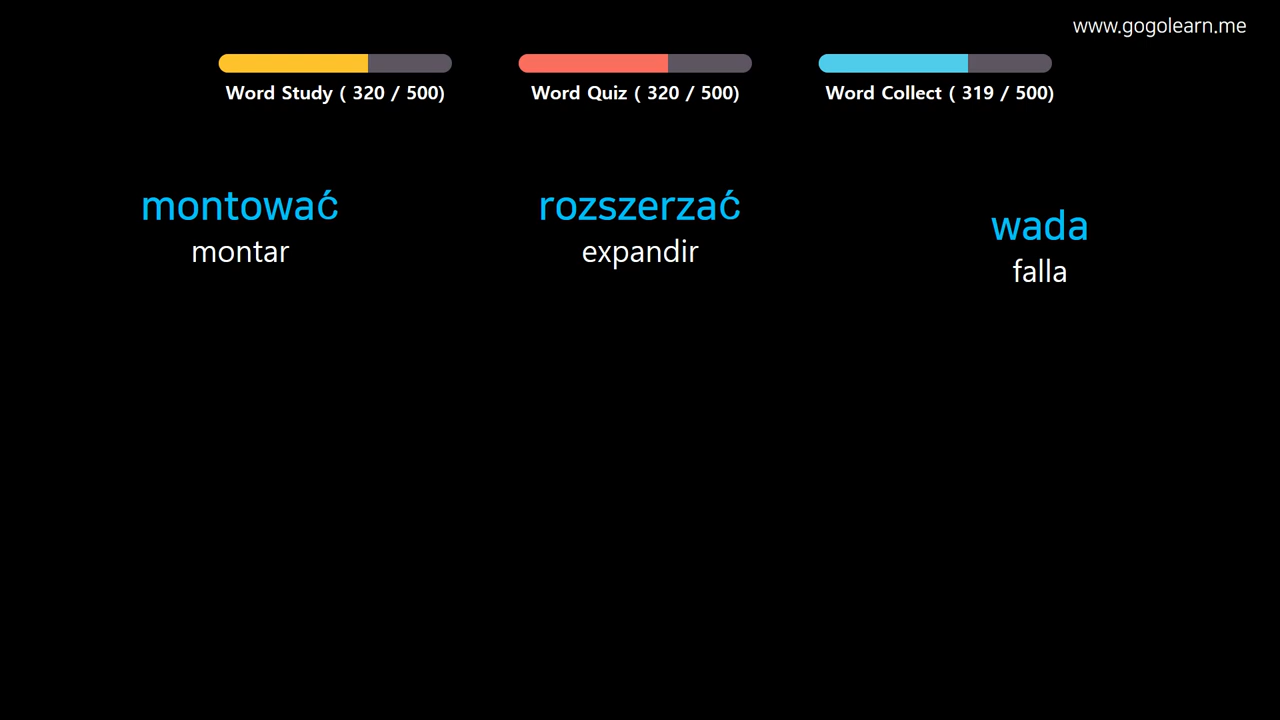 www.gogolearn.me
Word Study ( 320 / 500)
Word Quiz ( 320 / 500)
Word Collect ( 319 / 500)
montować
montar
rozszerzać
expandir
wada
falla